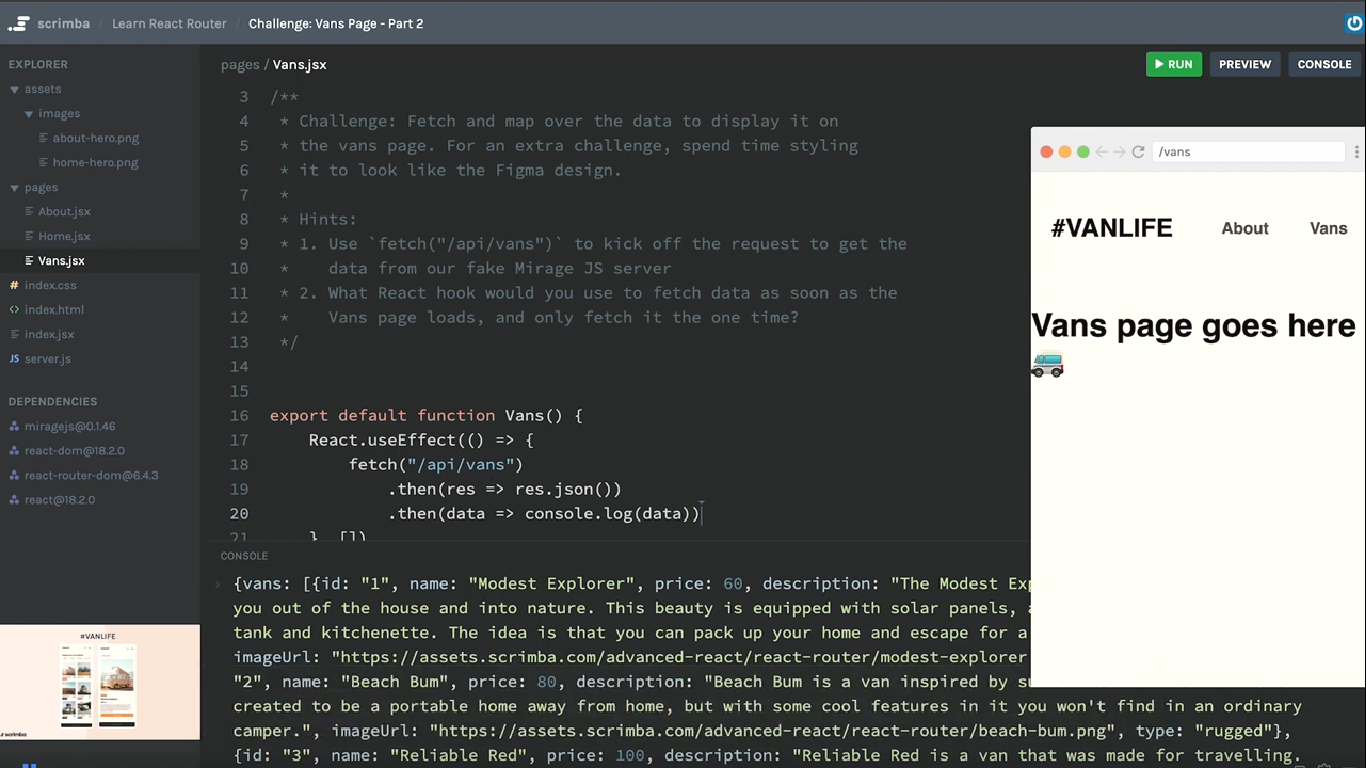 scrimba / Learn React Router / Challenge: Vans Page - Part 2
EXPLORER
assets
images
about-hero.png
home-hero.png
pages
About.jsx
Home.jsx
Vans.jsx
# index.css
<> index.html
index.jsx
JS server.js
DEPENDENCIES
miragejs@0.1.46
react-dom@18.2.0
react-router-dom@6.4.3
react@18.2.0
#VANLIFE
scrimba
pages / Vans.jsx
RUN PREVIEW CONSOLE
3 /**
4 * Challenge: Fetch and map over the data to display it on
5 * the vans page. For an extra challenge, spend time styling
6 * it to look like the Figma design.
7 *
8 * Hints:
9 * 1. Use `fetch("/api/vans")` to kick off the request to get the
10 * data from our fake Mirage JS server
11 * 2. What React hook would you use to fetch data as soon as the
12 * Vans page loads, and only fetch it the one time?
13 */
14
15
16 export default function Vans() {
17 React.useEffect(() => {
18 fetch("/api/vans")
19 .then(res => res.json())
20 .then(data => console.log(data))
21 }, [])
CONSOLE
{vans: [{id: "1", name: "Modest Explorer", price: 60, description: "The Modest
you out of the house and into nature. This beauty is equipped with solar panels,
tank and kitchenette. The idea is that you can pack up your home and escape for a
imageUrl: "https://assets.scrimba.com/advanced-react/react-router/modest-explorer
"2", name: "Beach Bum", price: 80, description: "Beach Bum is a van inspired by
created to be a portable home away from home, but with some cool features in it you won't find in an ordinary
camper.", imageUrl: "https://assets.scrimba.com/advanced-react/react-router/beach-bum.png", type: "rugged"},
{id: "3", name: "Reliable Red", price: 100, description: "Reliable Red is a van that was made for travelling.
/vans
#VANLIFE About Vans
Vans page goes here